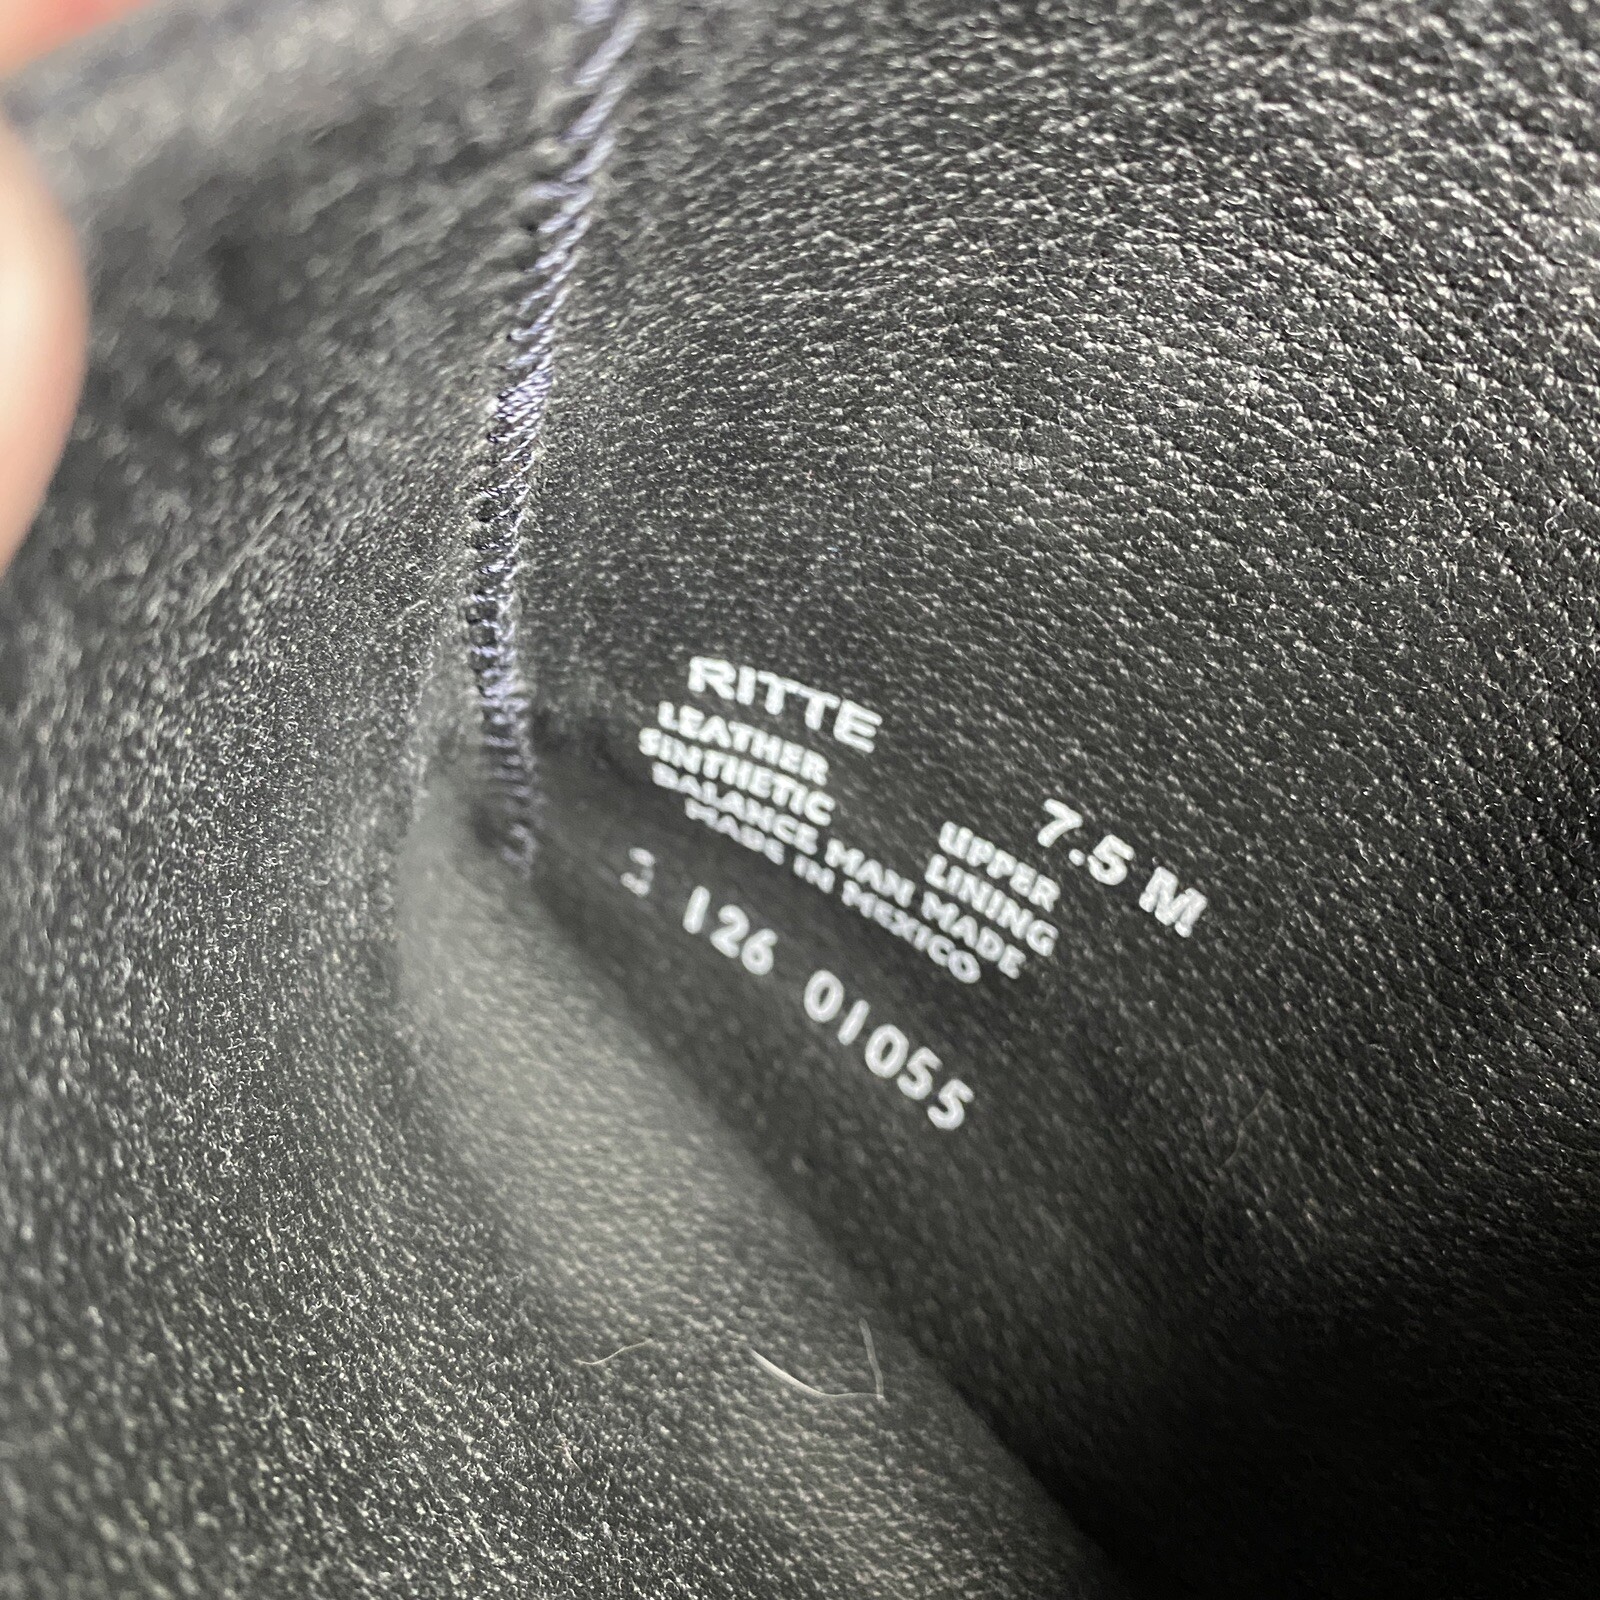 RITTE 7.5 M
LEATHER UPPER
SINTHETIC LINING
BALANCE MAN MADE
MADE IN MEXICO
126 01055